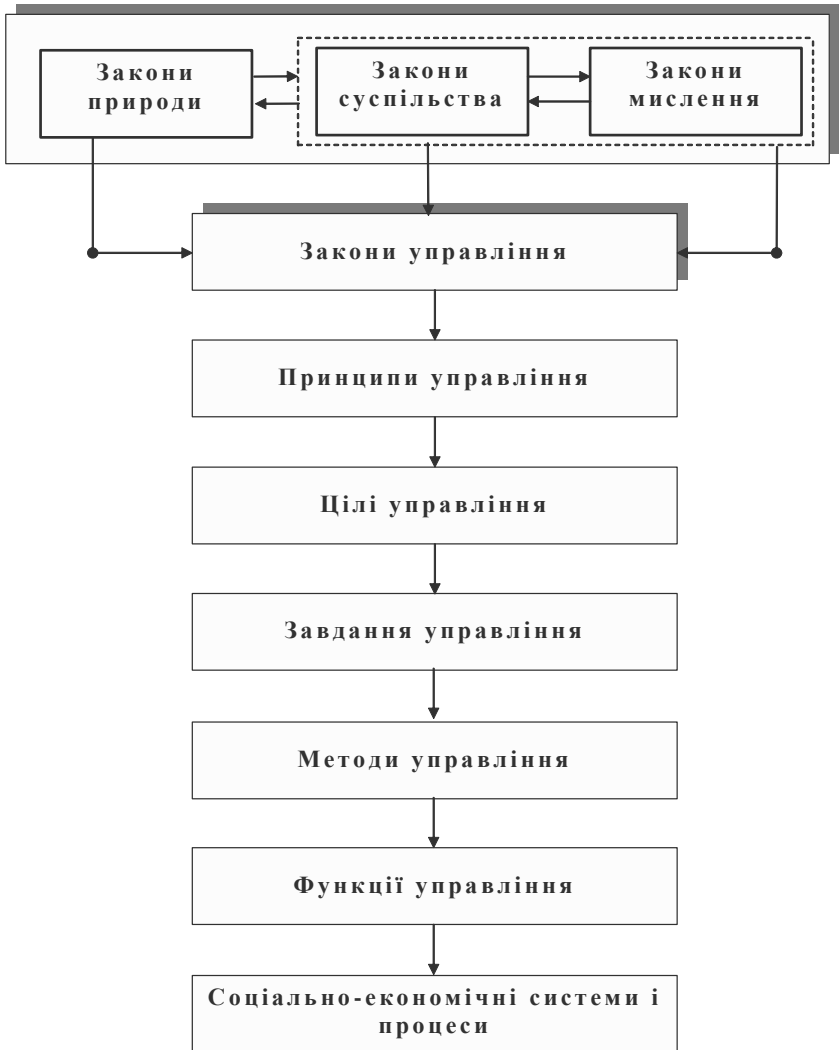 Закони
природи
Закони
суспільства
Закони
мислення
Закони управління
Принципи управління
Цілі управління
Завдання управління
Методи управління
Функції управління
Соціально-економічні системи і
процеси